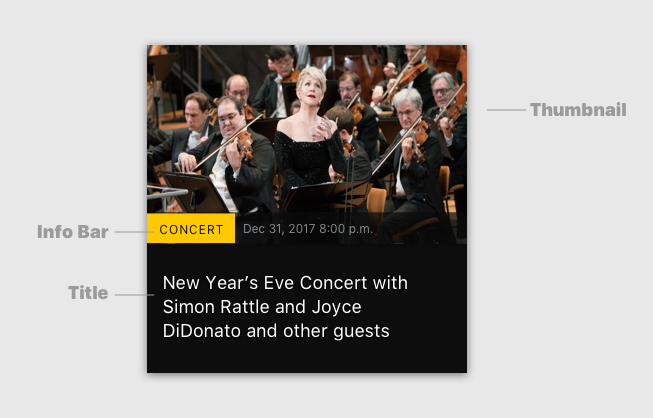 Thumbnail
Info Bar
CONCERT
Dec 31, 2017 8:00 p.m.
Title
New Year’s Eve Concert with
Simon Rattle and Joyce
DiDonato and other guests